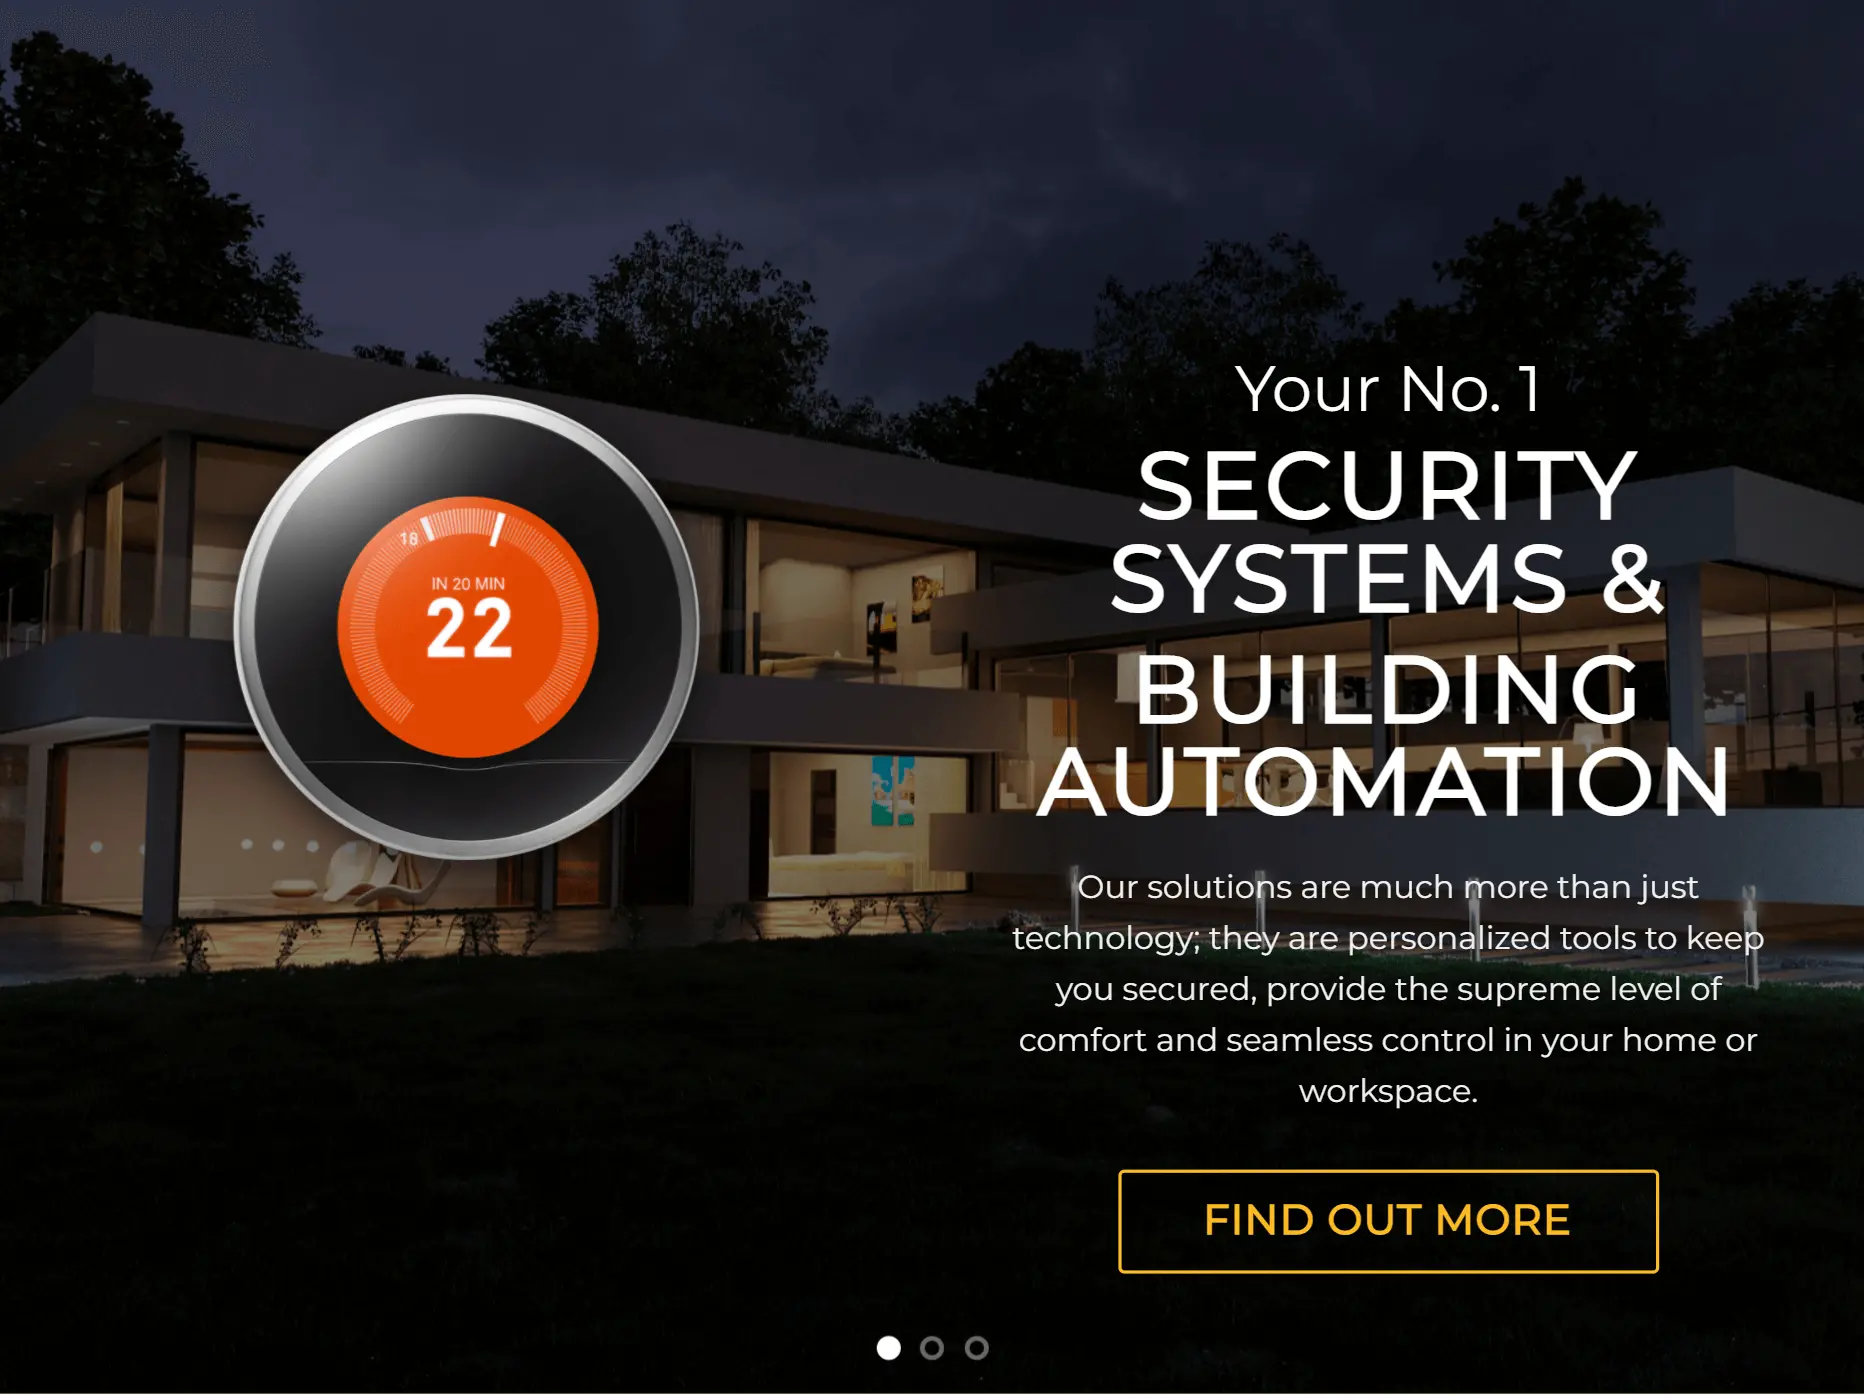 18
IN 20 MIN
22
Your No. 1
SECURITY
SYSTEMS &
BUILDING
AUTOMATION
Our solutions are much more than just
technology; they are personalized tools to keep
you secured, provide the supreme level of
comfort and seamless control in your home or
workspace.
FIND OUT MORE